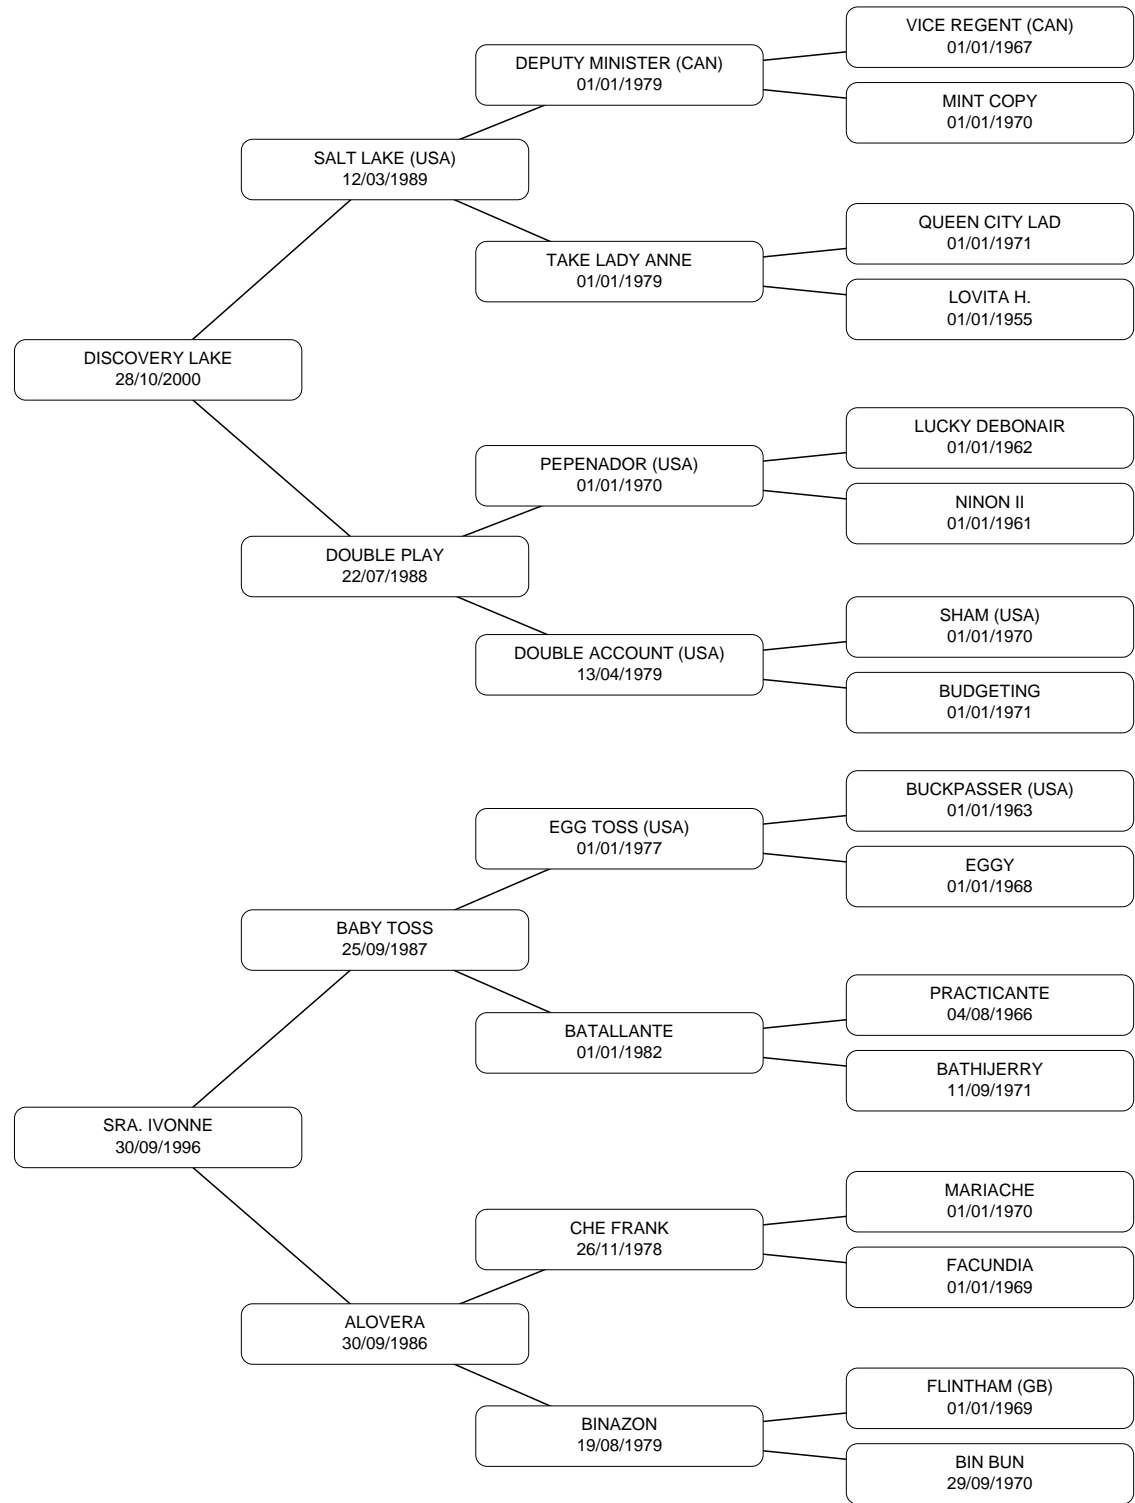 VICE REGENT (CAN)
01/01/1967
DEPUTY MINISTER (CAN)
01/01/1979
MINT COPY
01/01/1970
SALT LAKE (USA)
12/03/1989
QUEEN CITY LAD
01/01/1971
TAKE LADY ANNE
01/01/1979
LOVITA H.
01/01/1955
DISCOVERY LAKE
28/10/2000
LUCKY DEBONAIR
01/01/1962
PEPENADOR (USA)
01/01/1970
NINON II
01/01/1961
DOUBLE PLAY
22/07/1988
SHAM (USA)
01/01/1970
DOUBLE ACCOUNT (USA)
13/04/1979
BUDGETING
01/01/1971
BUCKPASSER (USA)
01/01/1963
EGG TOSS (USA)
01/01/1977
EGGY
01/01/1968
BABY TOSS
25/09/1987
PRACTICANTE
04/08/1966
BATALLANTE
01/01/1982
BATHIJERRY
11/09/1971
SRA. IVONNE
30/09/1996
MARIACHE
01/01/1970
CHE FRANK
26/11/1978
FACUNDIA
01/01/1969
ALOVERA
30/09/1986
FLINTHAM (GB)
01/01/1969
BINAZON
19/08/1979
BIN BUN
29/09/1970